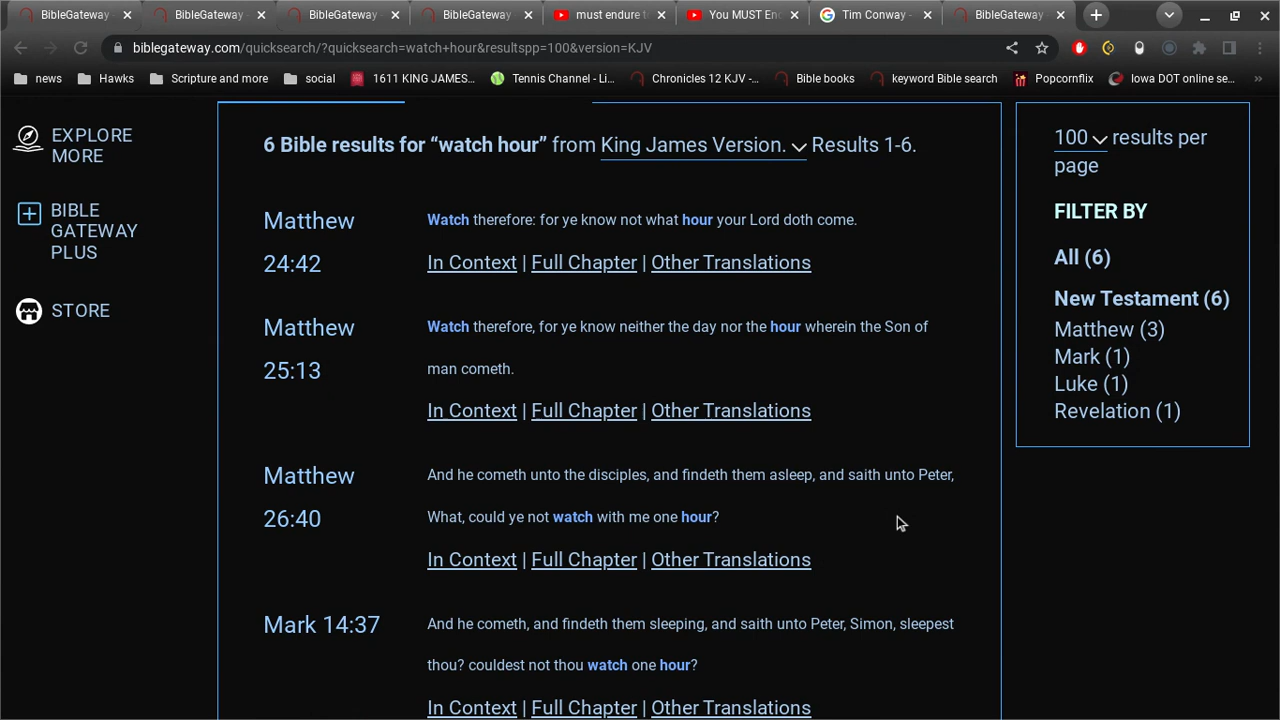 BibleGateway
BibleGateway
BibleGateway
BibleGateway
must endure t
You MUST End
Tim Conway -
BibleGateway
biblegateway.com/quicksearch/?quicksearch=watch+hour&resultspp=100&version=KJV
news
Hawks
Scripture and more
social
1611 KING JAMES...
Tennis Channel - Li...
Chronicles 12 KJV -...
Bible books
keyword Bible search
Popcornflix
Iowa DOT online se...
»
EXPLORE
MORE
BIBLE
GATEWAY
PLUS
STORE
6 Bible results for “watch hour” from King James Version. Results 1-6.
Matthew
24:42
Watch therefore: for ye know not what hour your Lord doth come.
In Context | Full Chapter | Other Translations
Matthew
25:13
Watch therefore, for ye know neither the day nor the hour wherein the Son of
man cometh.
In Context | Full Chapter | Other Translations
Matthew
26:40
And he cometh unto the disciples, and findeth them asleep, and saith unto Peter,
What, could ye not watch with me one hour?
In Context | Full Chapter | Other Translations
Mark 14:37
And he cometh, and findeth them sleeping, and saith unto Peter, Simon, sleepest
thou? couldest not thou watch one hour?
In Context | Full Chapter | Other Translations
100 results per
page
FILTER BY
All (6)
New Testament (6)
Matthew (3)
Mark (1)
Luke (1)
Revelation (1)